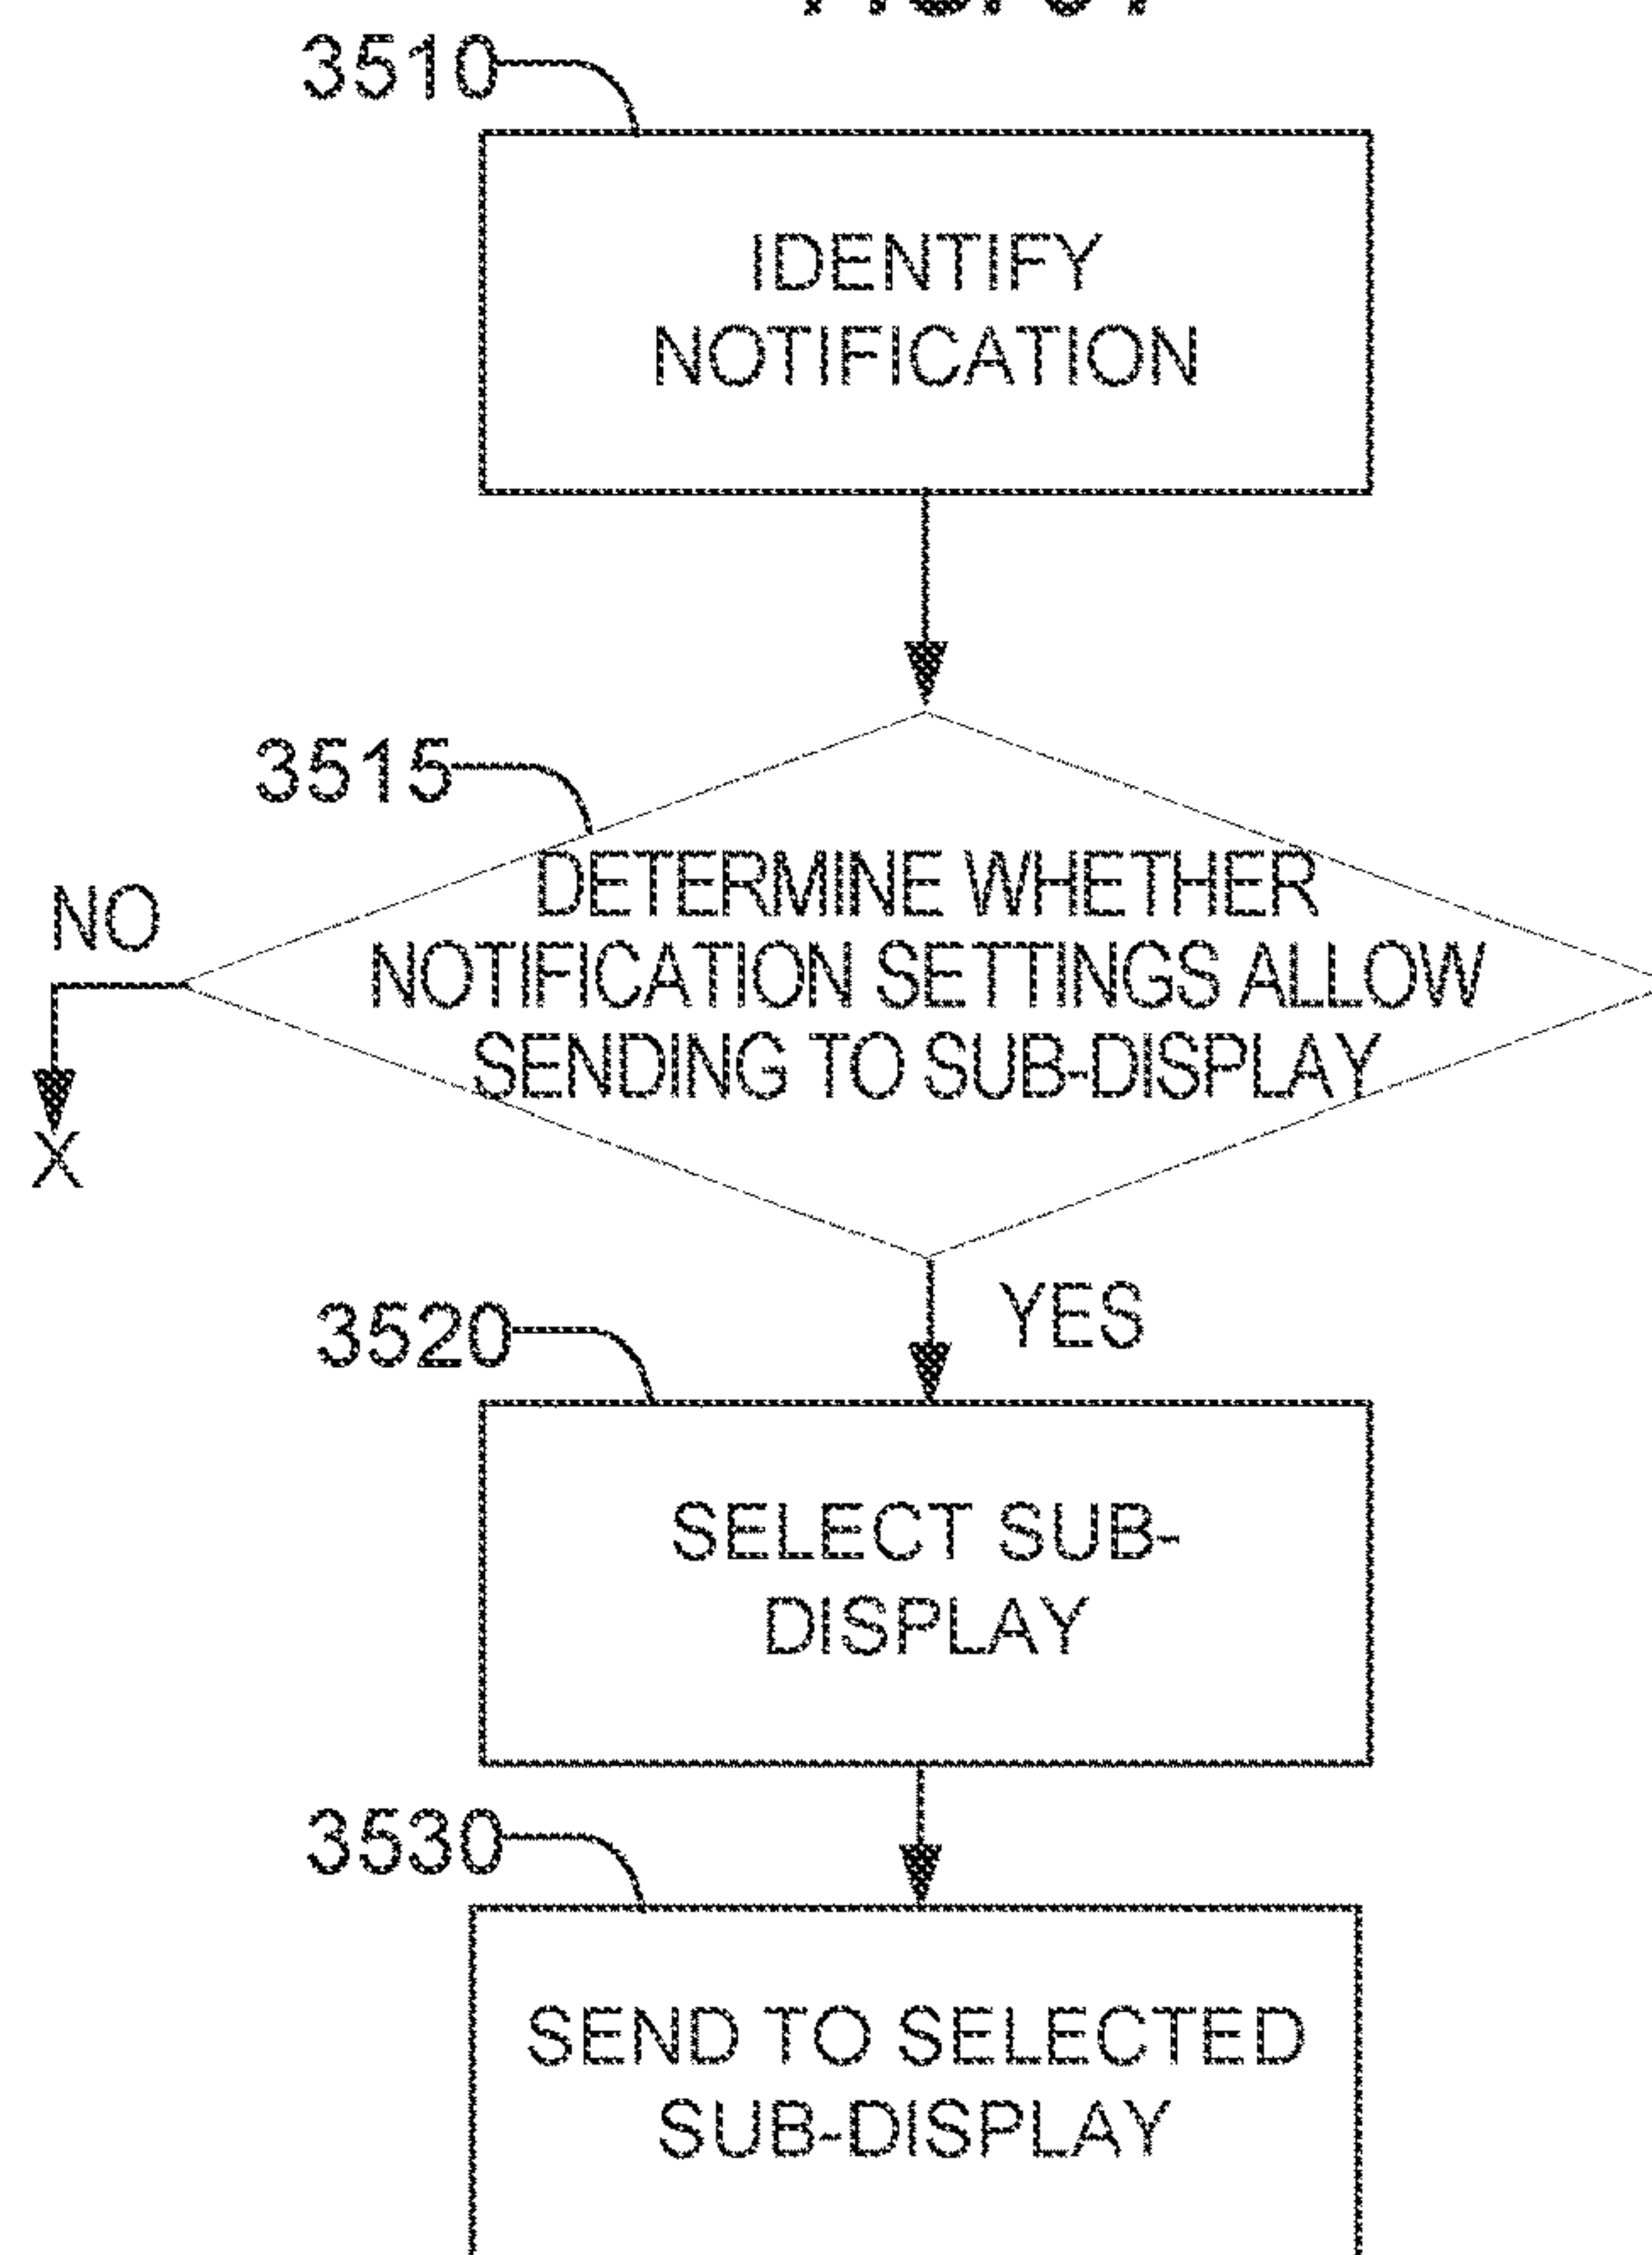 3510
IDENTIFY
NOTIFICATION
3515
DETERMINE WHETHER
NOTIFICATION SETTINGS ALLOW
SENDING TO SUB-DISPLAY
NO
X
YES
3520
SELECT SUB-
DISPLAY
3530
SEND TO SELECTED
SUB-DISPLAY